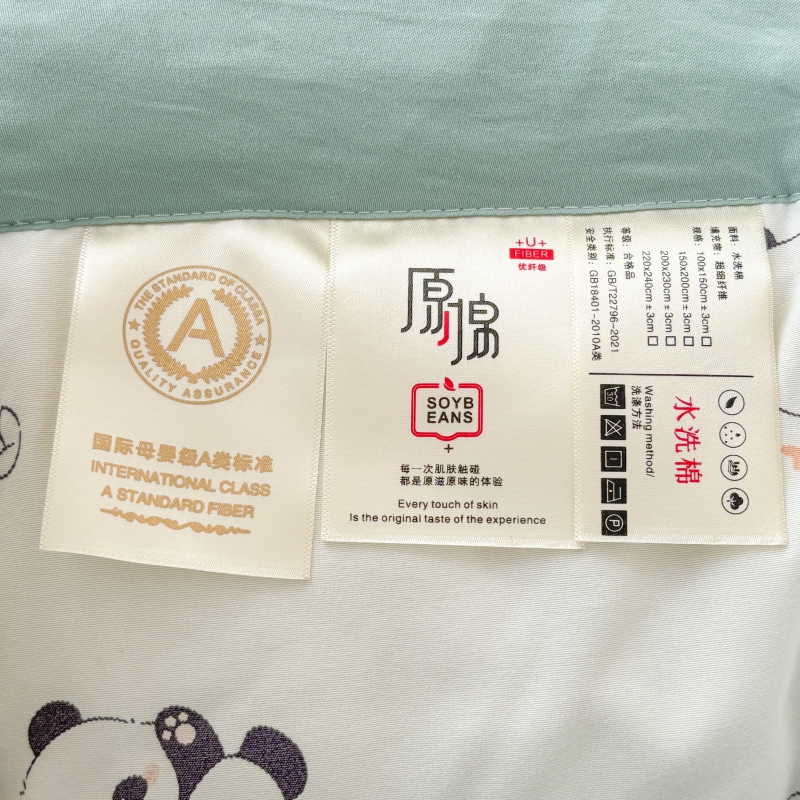 THE STANDARD OF CLASSA
A
QUALITY ASSURANCE
国际母婴级A类标准
INTERNATIONAL CLASS
A STANDARD FIBER
+U+
FIBER
优纤级
原棉
SOYB
EANS
+
每一次肌肤触碰
都是原滋原味的体验
Every touch of skin
Is the original taste of the experience
面料：水洗棉
填充物：超细纤维
规格：100x150cm±3cm□
150x200cm±3cm□
200x230cm±3cm□
220x240cm±3cm□
等级：合格品
执行标准：GB/T22796-2021
安全类别：GB18401-2010A类
水洗棉
Washing method/
洗涤方法
30
P